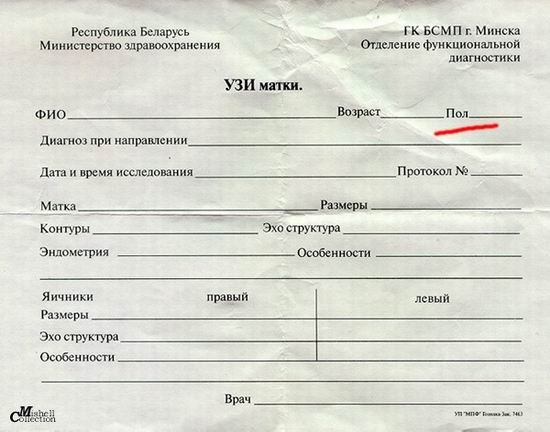 Республика Беларусь
Министерство здравоохранения
ГК БСМП г. Минска
Отделение функциональной
диагностики
УЗИ матки.
ФИО Возраст Пол
Диагноз при направлении
Дата и время исследования Протокол №
Матка Размеры
Контуры Эхо структура
Эндометрия Особенности
Яичники правый левый
Размеры
Эхо структура
Особенности
Врач
Mishell
Collection
УП "МПФ" Зак. 7463